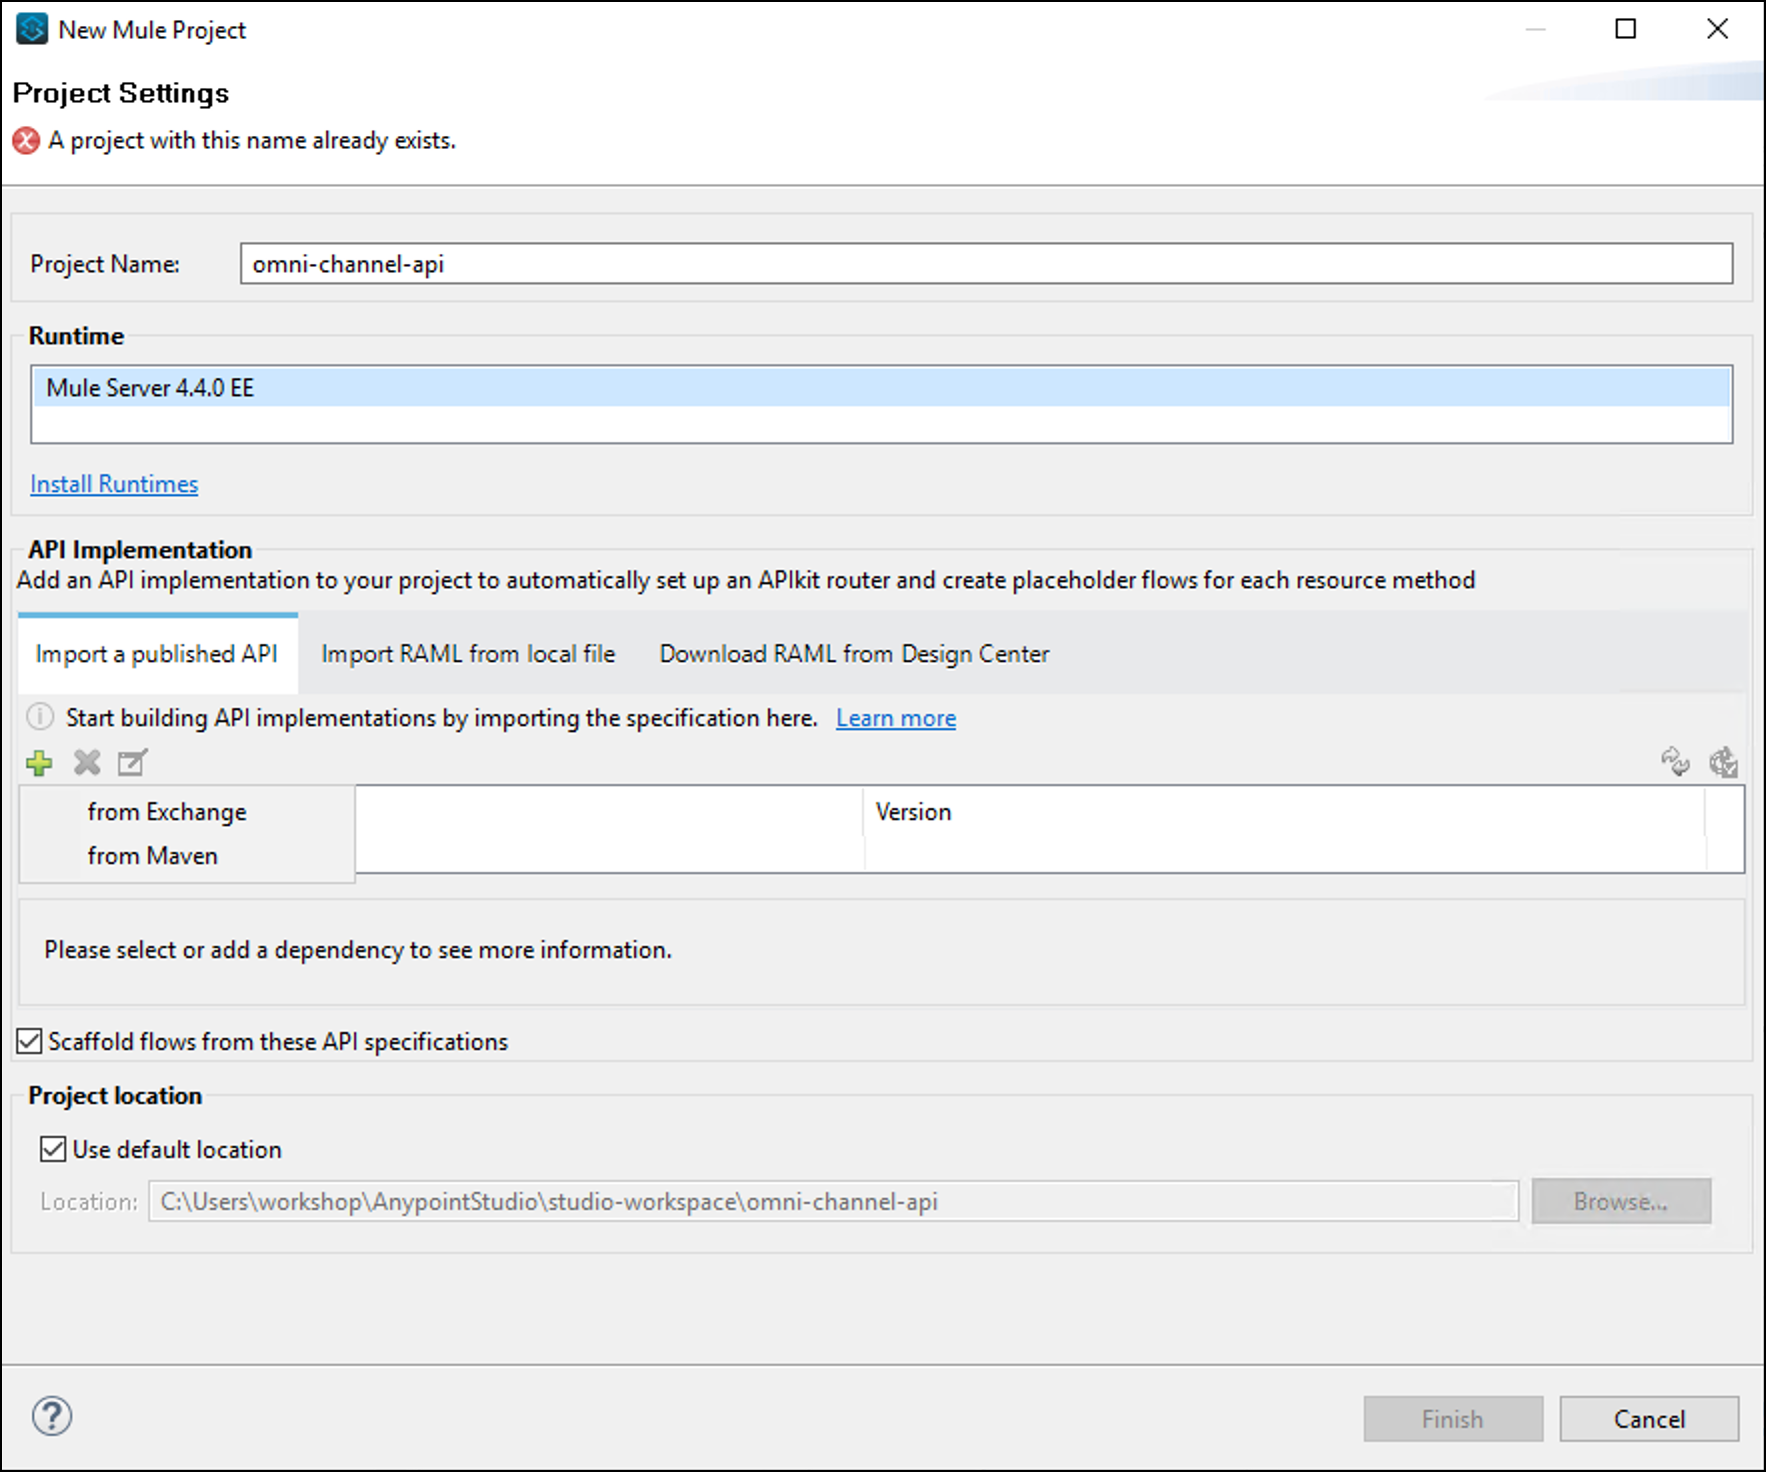 New Mule Project
Project Settings
A project with this name already exists.
Project Name: omni-channel-api
Runtime
Mule Server 4.4.0 EE
Install Runtimes
API Implementation
Add an API implementation to your project to automatically set up an APIkit router and create placeholder flows for each resource method
Import a published API Import RAML from local file Download RAML from Design Center
Start building API implementations by importing the specification here. Learn more
from Exchange Version
from Maven
Please select or add a dependency to see more information.
Scaffold flows from these API specifications
Project location
Use default location
Location: C:\Users\workshop\AnypointStudio\studio-workspace\omni-channel-api Browse...
? Finish Cancel